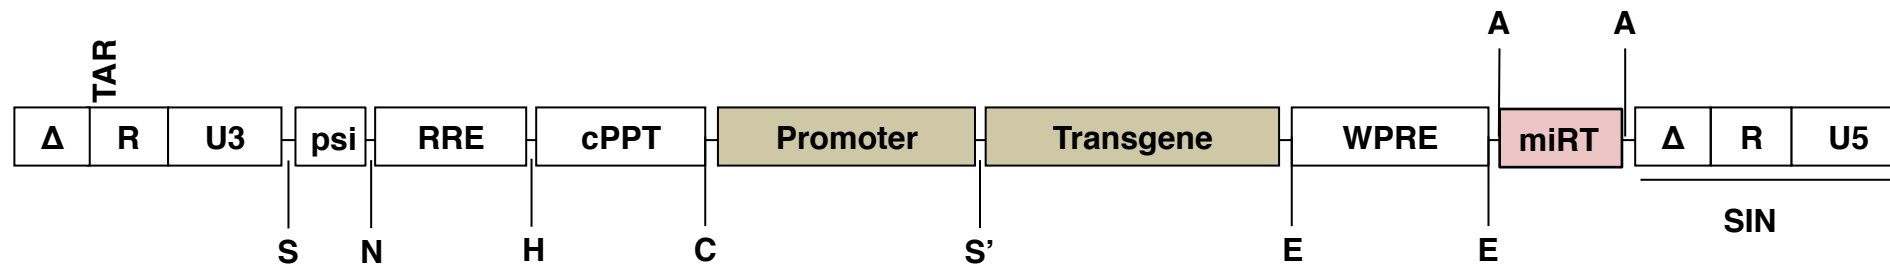 A A
TAR
Δ R U3 psi RRE cPPT Promoter Transgene WPRE miRT Δ R U5
SIN
S N H C S’ E E